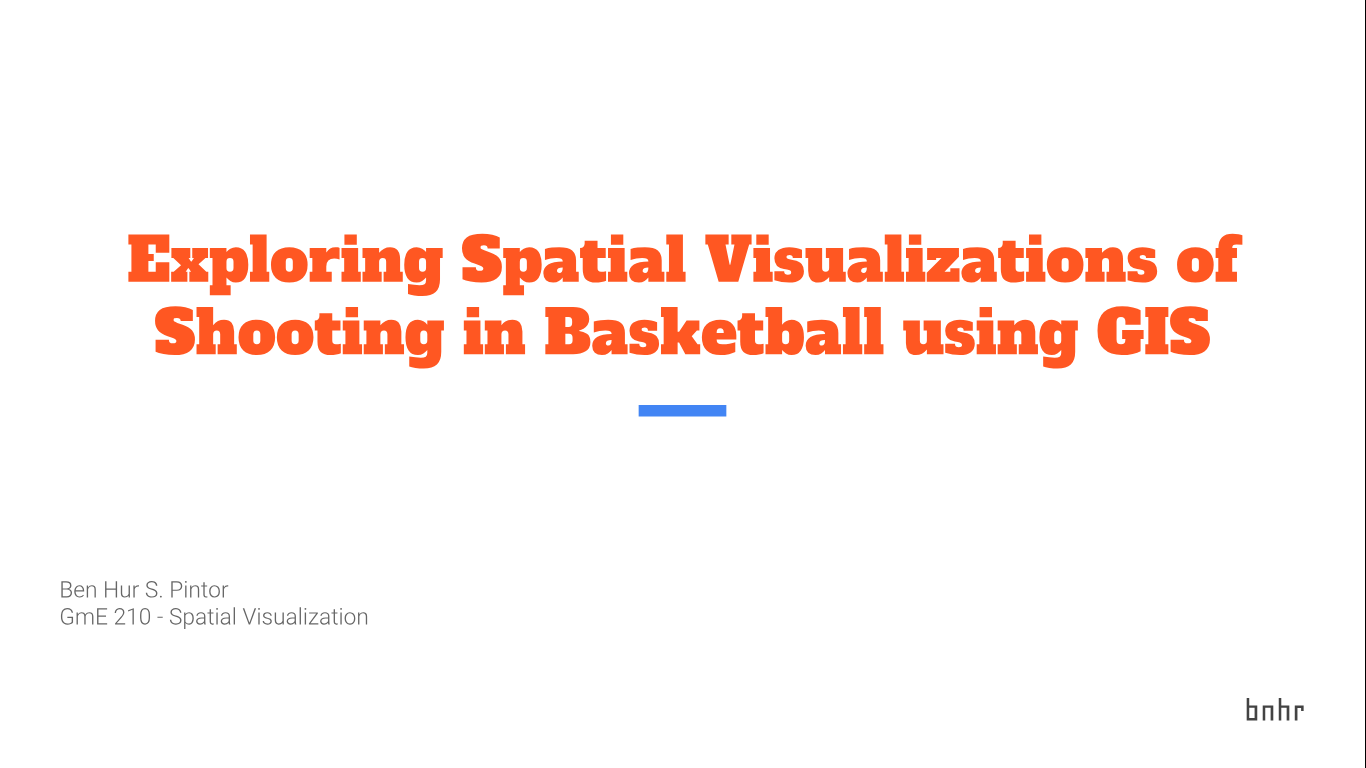 Exploring Spatial Visualizations of
Shooting in Basketball using GIS
Ben Hur S. Pintor
GmE 210 - Spatial Visualization
bnhr